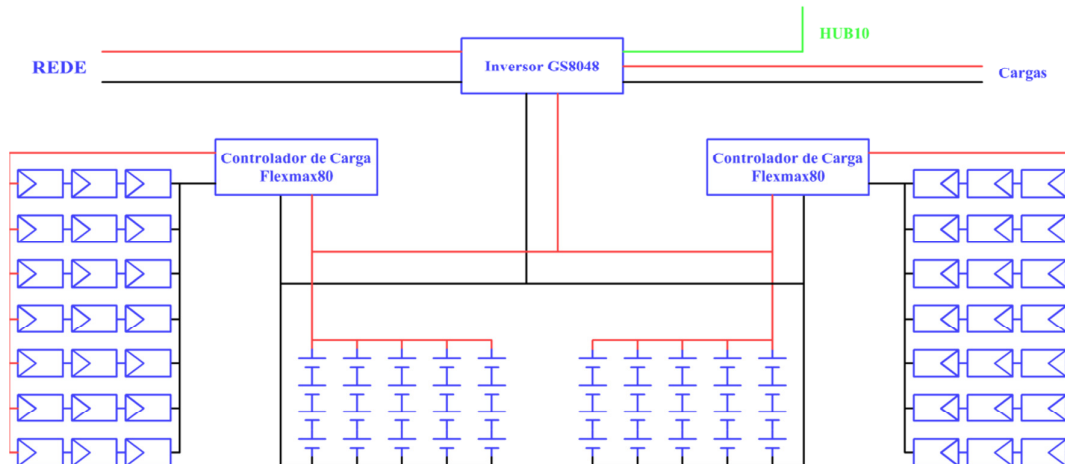 HUB10
REDE
Inversor GS8048
Cargas
Controlador de Carga
Flexmax80
Controlador de Carga
Flexmax80